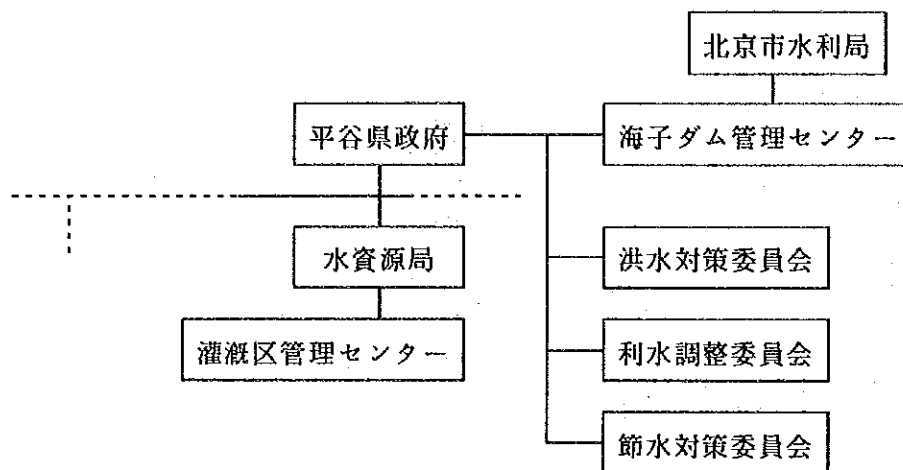 北京市水利局
平谷県政府
海子ダム管理センター
水資源局
洪水対策委員会
灌漑区管理センター
利水調整委員会
節水対策委員会